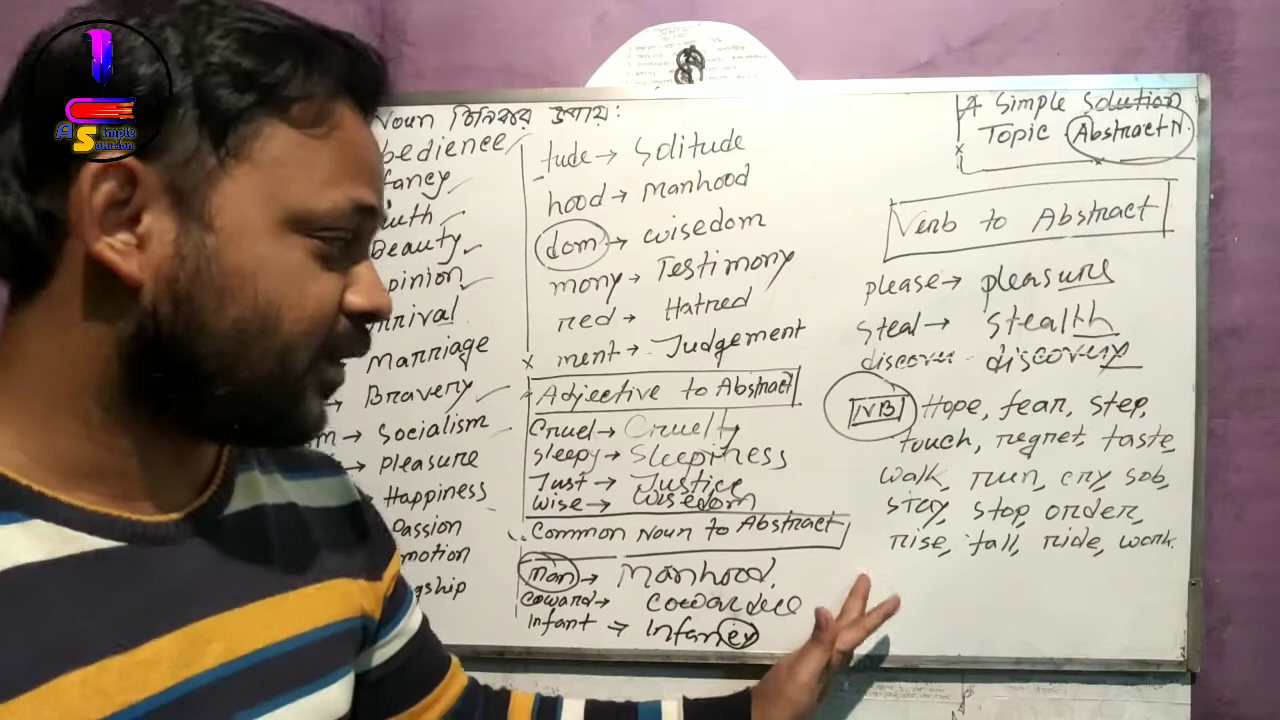 A Simple Solution
Noun চিনিবার উপায়:
bedience
fancy
uth
Beauty
pinion
rrival
Marriage
Bravery
m → Socialism
→ pleasure
→ Happiness
Passion
motion
gship
tude → Solitude
hood → Manhood
dom → wisedom
mony → Testimony
red → Hatred
ment → Judgement
Adjective to Abstract
Cruel → Cruelty
Sleepy → Sleepiness
Just → Justice
wise → wisedom
Common Noun to Abstract
Man → Manhood.
coward →
Infant → Infancy
A Simple Solution
Topic Abstract N.
Verb to Abstract
please → pleasure
steal → stealth
discover - discovery
NB Hope, fear, step,
touch, regret, taste,
walk, run, cry, sob,
stay, stop, order,
rise, fall, ride, work.